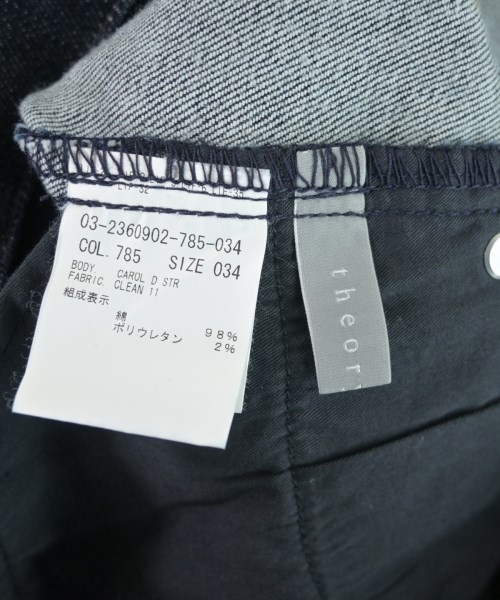 03-2360902-785-034
COL. 785 SIZE 034
BODY CAROL D STR
FABRIC. CLEAN 11
組成表示
綿 98%
ポリウレタン 2%
theory